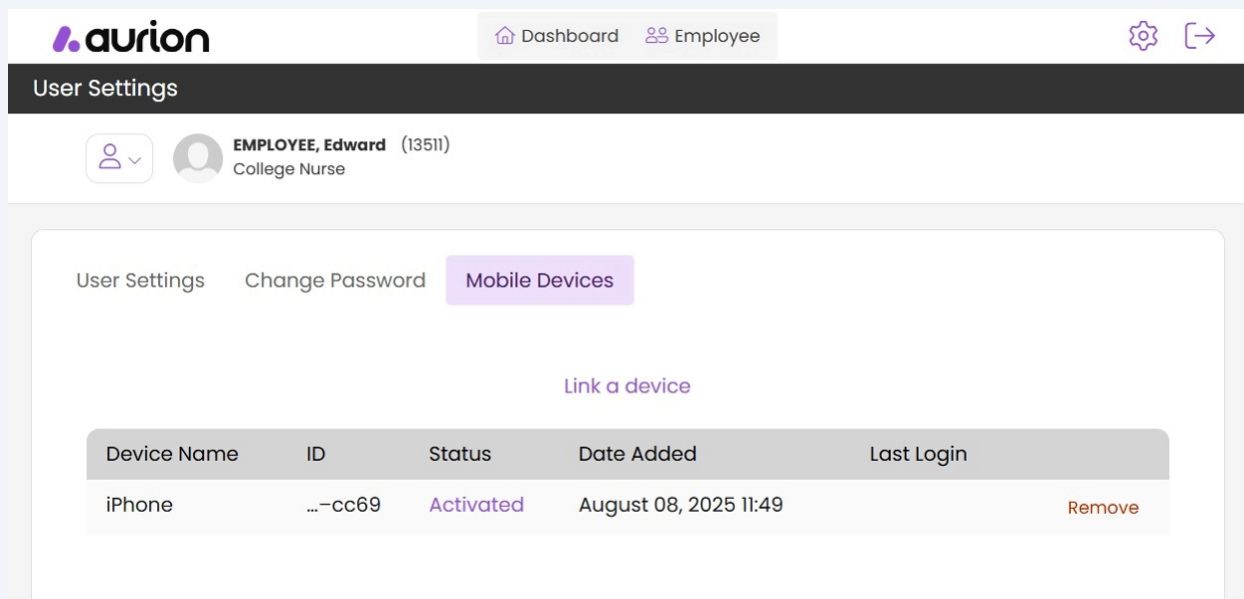 aurion
Dashboard Employee
User Settings
EMPLOYEE, Edward (13511)
College Nurse
User Settings Change Password Mobile Devices
Link a device
Device Name ID Status Date Added Last Login
iPhone ...-cc69 Activated August 08, 2025 11:49 Remove